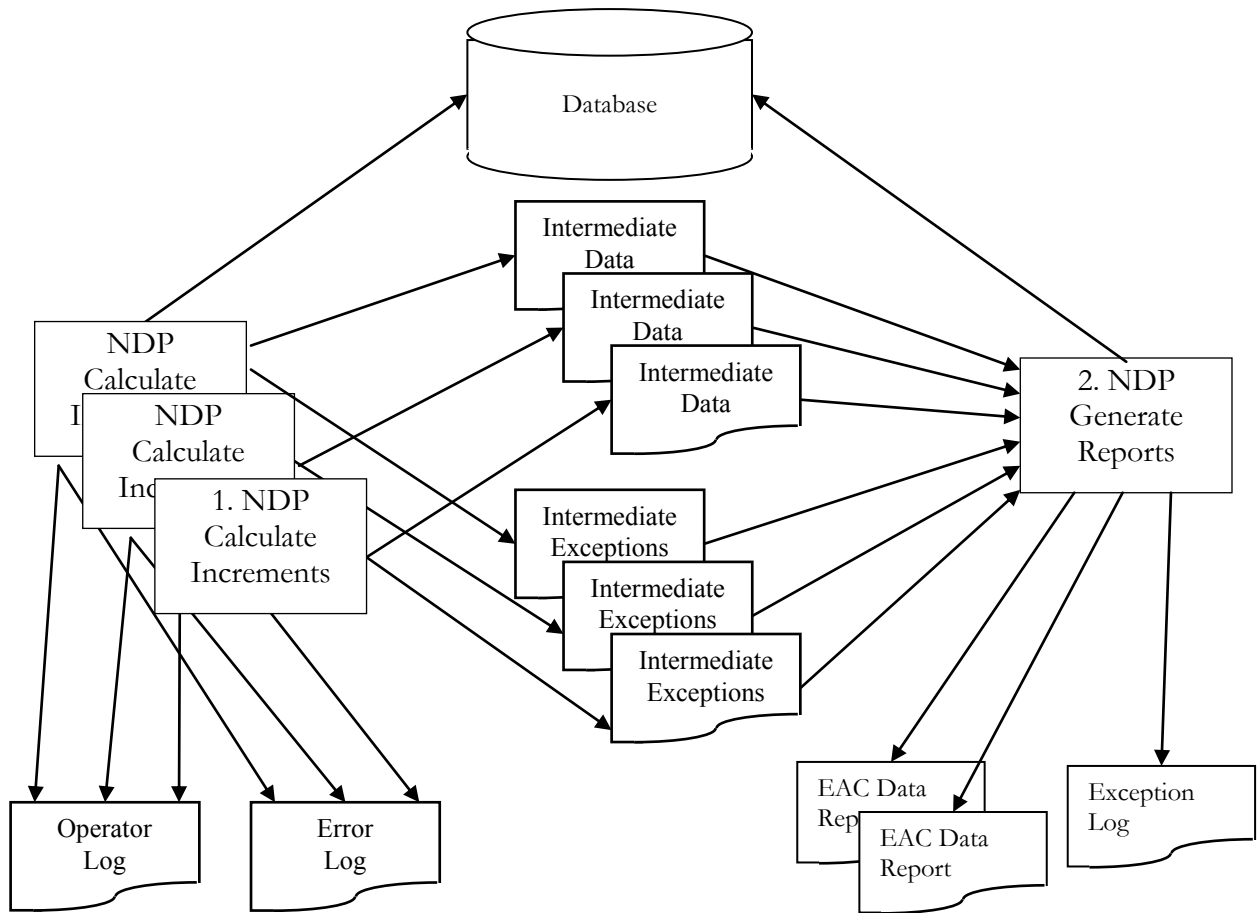 Database
Intermediate
Data
Intermediate
Data
Intermediate
Data
NDP
Calculate
NDP
Calculate
1. NDP
Calculate
Increments
2. NDP
Generate
Reports
Intermediate
Exceptions
Intermediate
Exceptions
Intermediate
Exceptions
Operator
Log
Error
Log
EAC Data
EAC Data
Report
Exception
Log